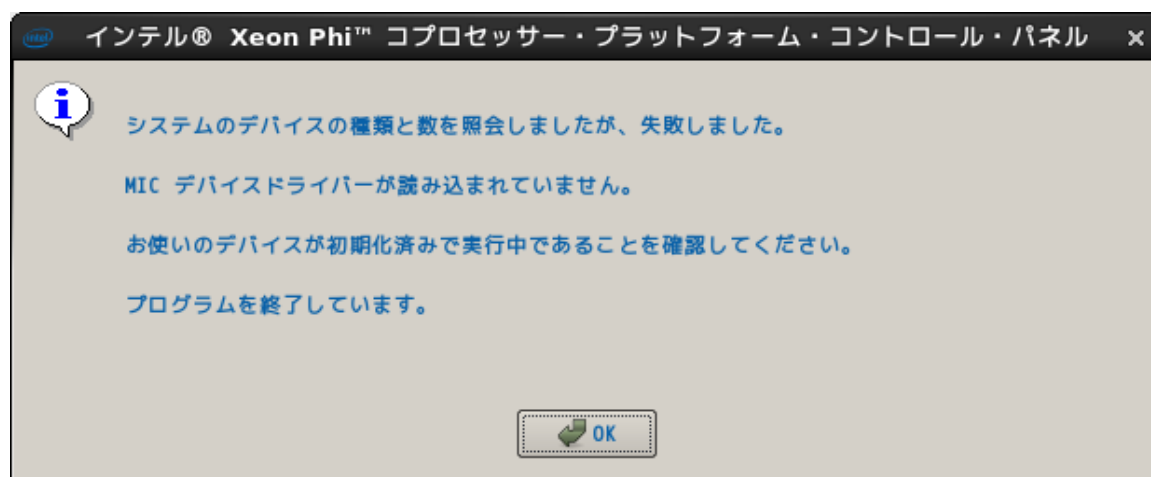 インテル® Xeon Phi™ コプロセッサー・プラットフォーム・コントロール・パネル
システムのデバイスの種類と数を照会しましたが、失敗しました。
MIC デバイスドライバーが読み込まれていません。
お使いのデバイスが初期化済みで実行中であることを確認してください。
プログラムを終了しています。
OK